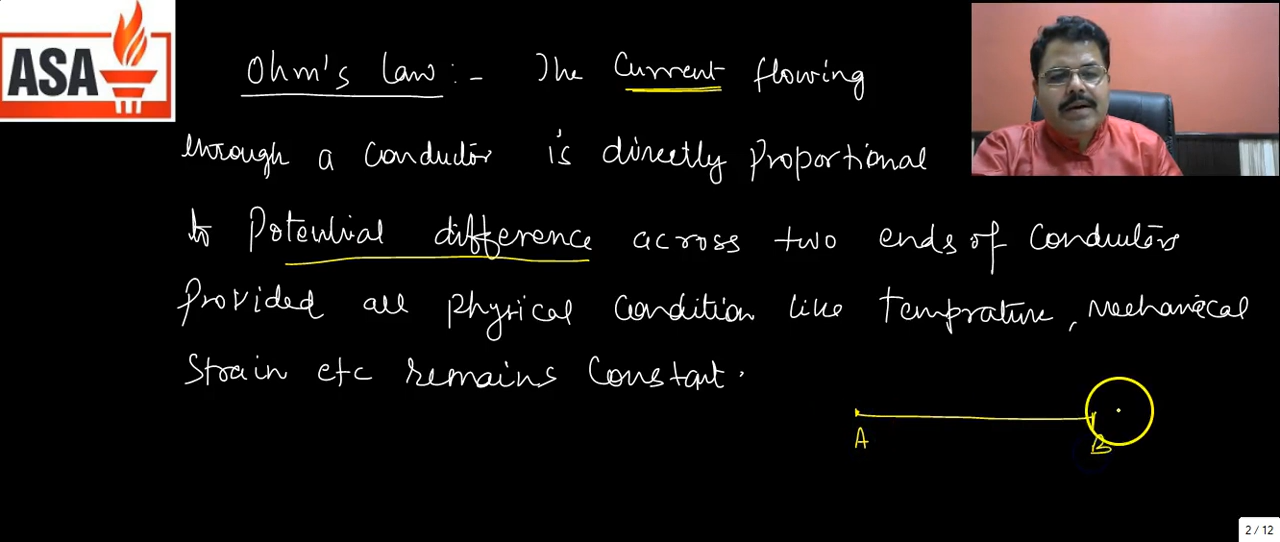 ASA
Ohm's Law :- The Current flowing
through a conductor is directly proportional
to Potential difference across two ends of Conductors
Provided all physical Condition like temprature, Mechanical
Strain etc remains Constant.
A B
2 / 12